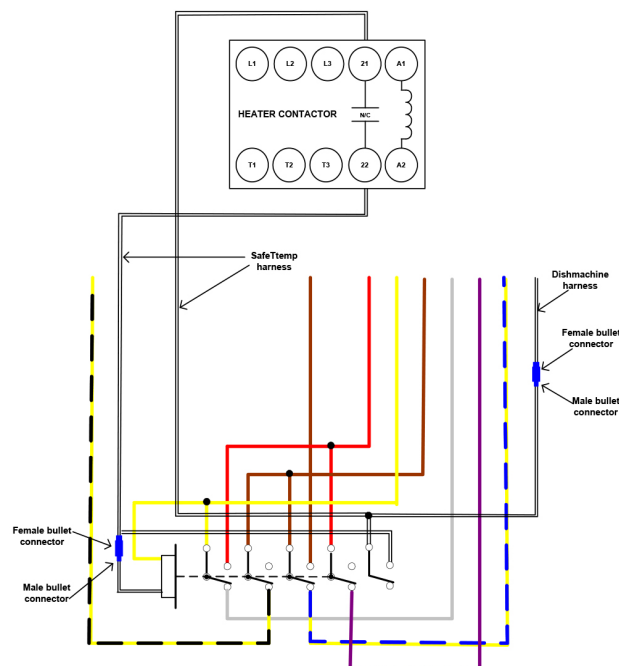 L1 L2 L3 21 A1
HEATER CONTACTOR
N/C
T1 T2 T3 22 A2
SafeTtemp
harness
Dishmachine
harness
Female bullet
connector
Male bullet
connector
Female bullet
connector
Male bullet
connector